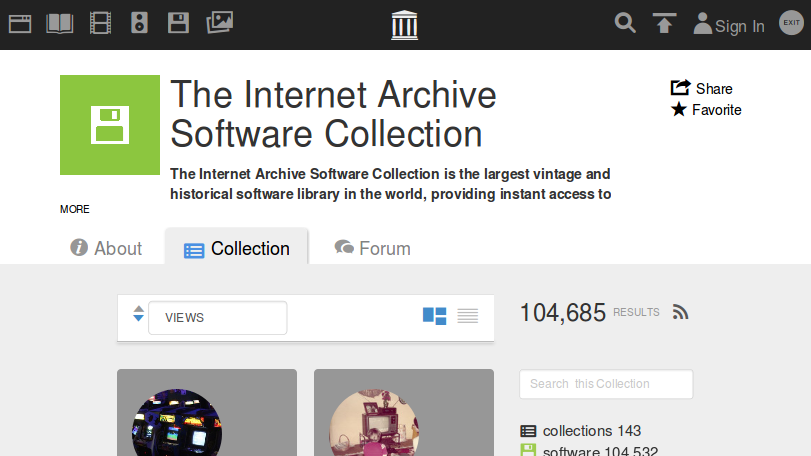 Sign In
EXIT
The Internet Archive
Software Collection
Share
Favorite
The Internet Archive Software Collection is the largest vintage and
historical software library in the world, providing instant access to
MORE
About
Collection
Forum
VIEWS
104,685 RESULTS
Search this Collection
collections 143
software 104,532